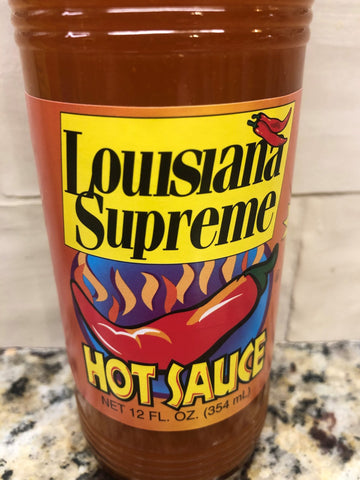 Louisiana
Supreme
HOT SAUCE
NET 12 FL. OZ. (354 mL)